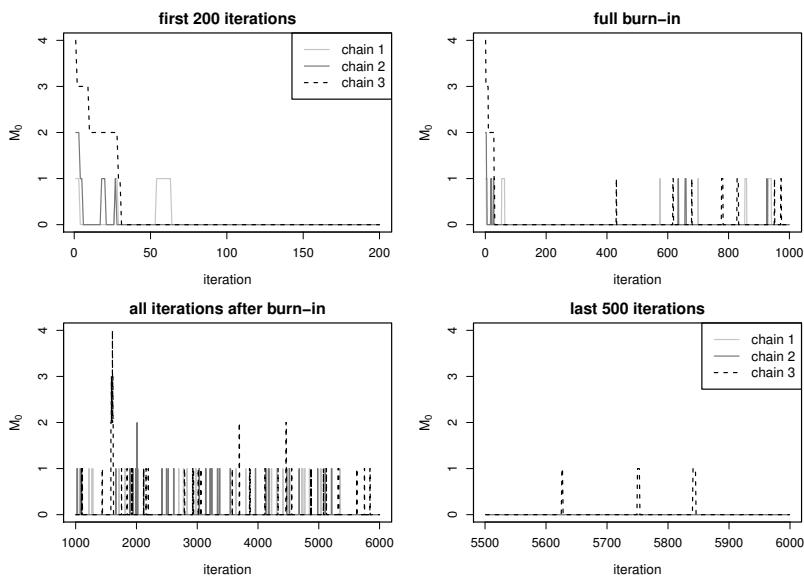 first 200 iterations
4
3
2
1
0
M0
0 50 100 150 200
iteration
chain 1
chain 2
chain 3
full burn−in
4
3
2
1
0
M0
0 200 400 600 800 1000
iteration
all iterations after burn−in
4
3
2
1
0
M0
1000 2000 3000 4000 5000 6000
iteration
last 500 iterations
4
3
2
1
0
M0
5500 5600 5700 5800 5900 6000
iteration
chain 1
chain 2
chain 3